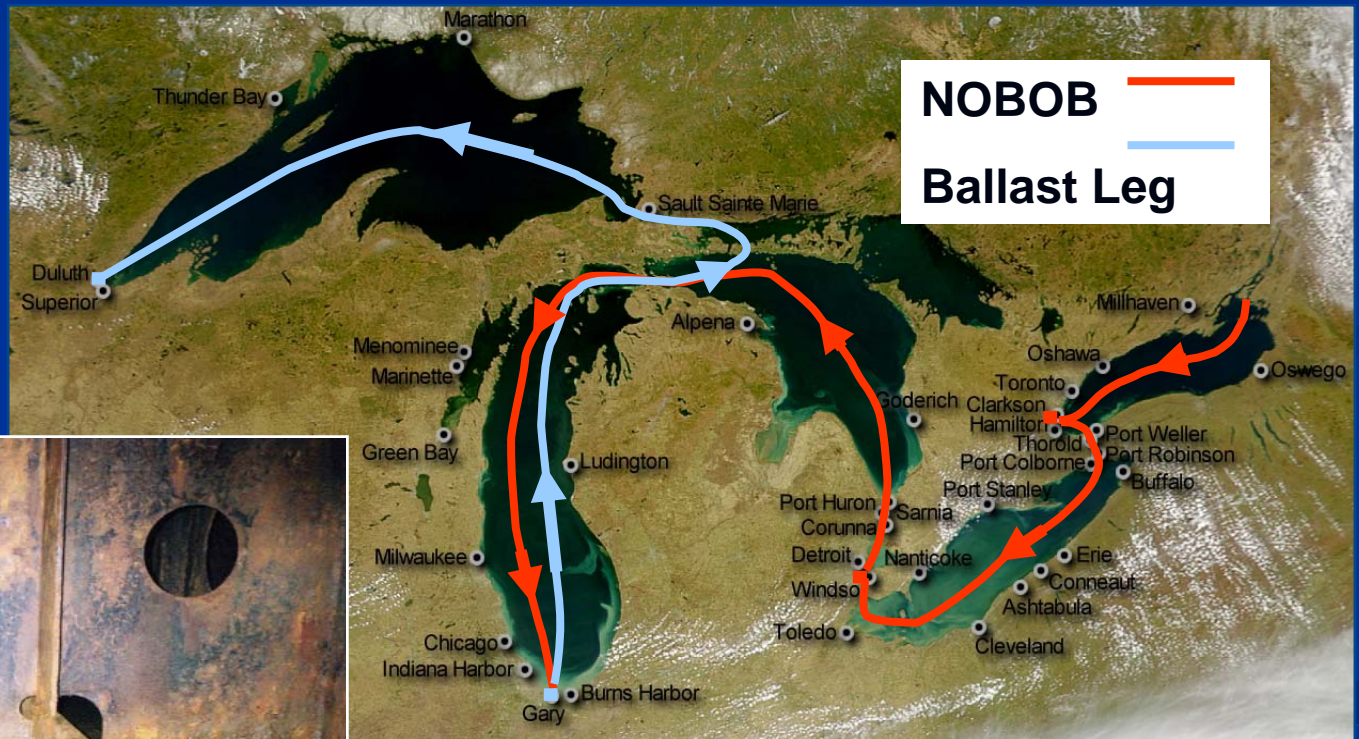 Marathon
Thunder Bay
NOBOB
Ballast Leg
Sault Sainte Marie
Duluth
Superior
Millhaven
Alpena
Menominee
Marinette
Oshawa
Oswego
Toronto
Clarkson
Hamilton
Goderich
Thorold
Port Weller
Green Bay
Ludington
Port Colborne
Port Robinson
Buffalo
Port Stanley
Port Huron
Sarnia
Corunna
Milwaukee
Detroit
Nanticoke
Erie
Conneaut
Windso
Ashtabula
Toledo
Cleveland
Chicago
Indiana Harbor
Burns Harbor
Gary